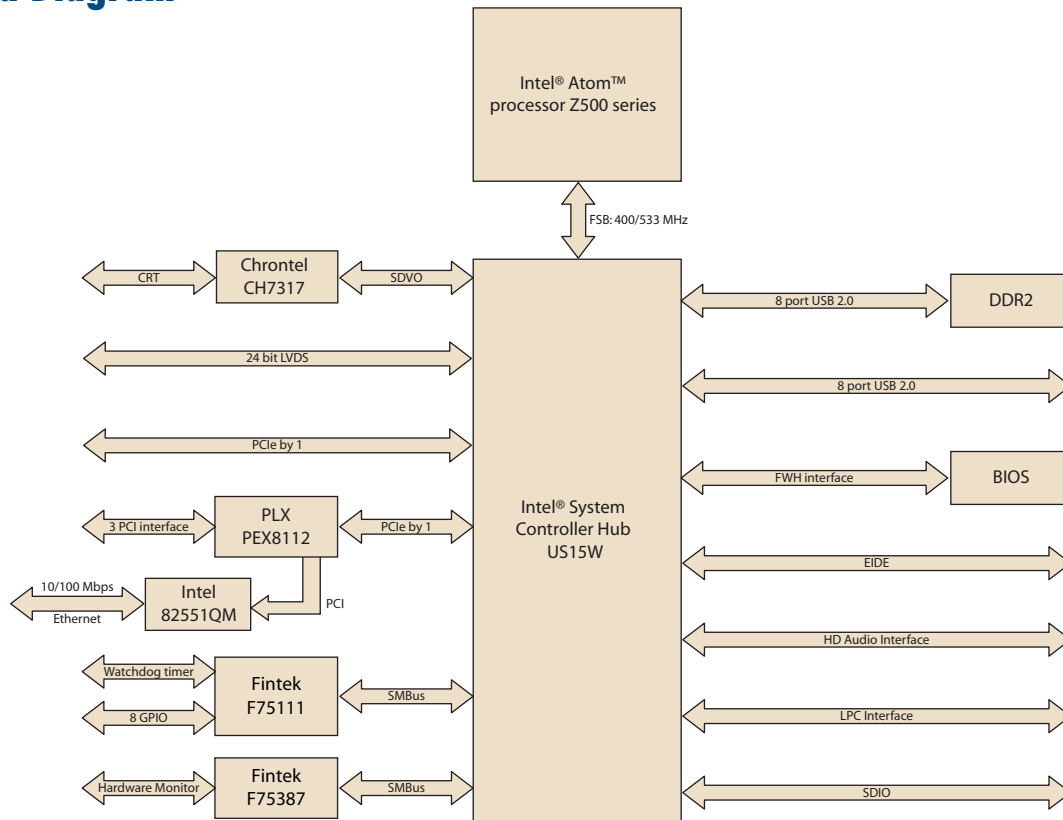 Diagram
Intel® Atom™
processor Z500 series
FSB: 400/533 MHz
CRT
Chrontel
CH7317
SDVO
8 port USB 2.0
DDR2
24 bit LVDS
8 port USB 2.0
PCIe by 1
FWH interface
BIOS
3 PCI interface
PLX
PEX8112
PCIe by 1
Intel® System
Controller Hub
US15W
EIDE
10/100 Mbps
Ethernet
Intel
82551QM
PCI
HD Audio Interface
Watchdog timer
8 GPIO
Fintek
F75111
SMBus
LPC Interface
Hardware Monitor
Fintek
F75387
SMBus
SDIO